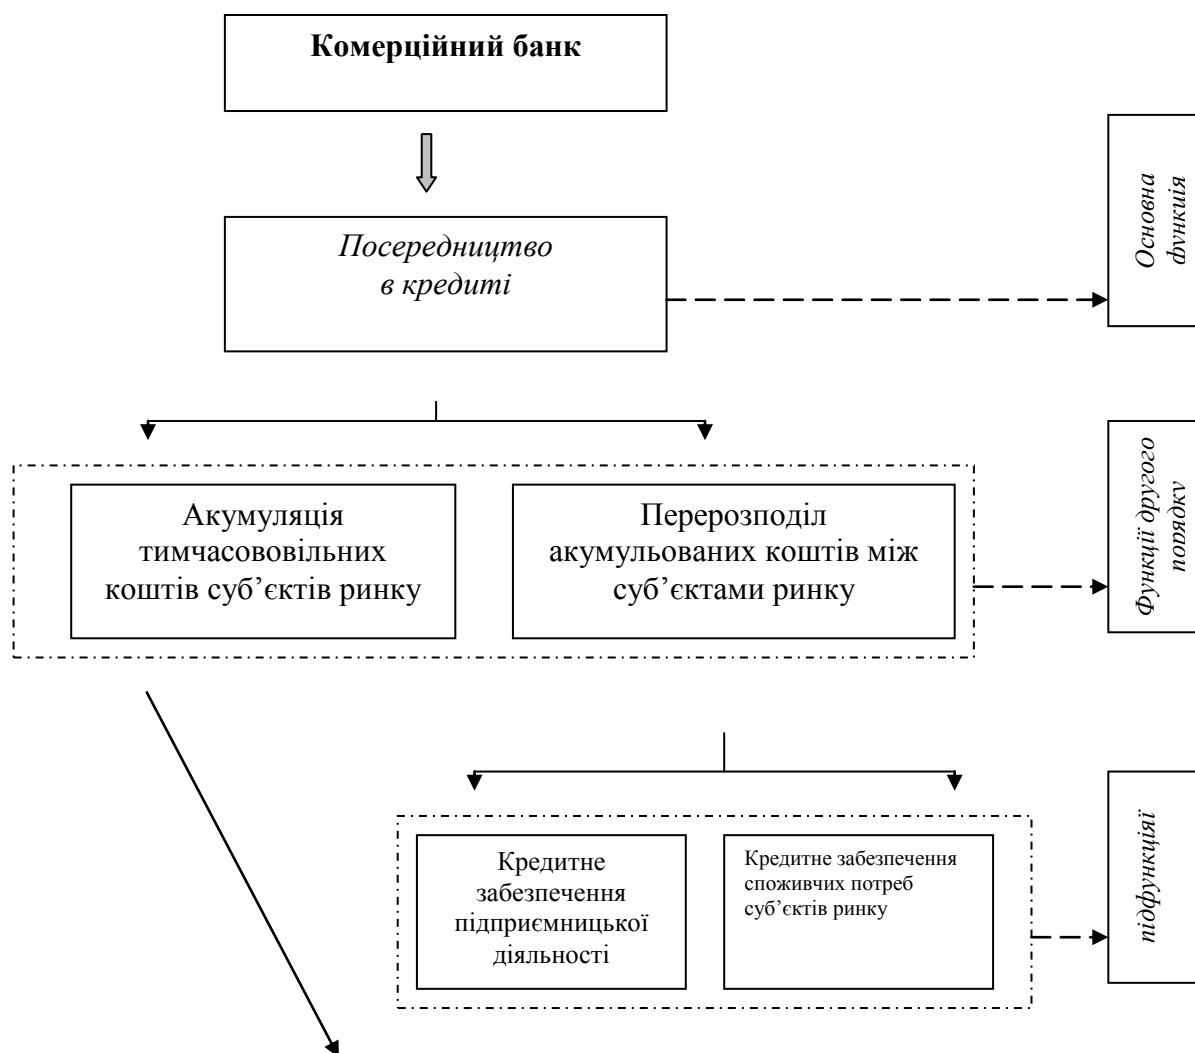 Комерційний банк
Посередництво
в кредиті
Основна
функція
Акумуляція
тимчасововільних
коштів суб’єктів ринку
Перерозподіл
акумульованих коштів між
суб’єктами ринку
Функції другого
порядку
Кредитне
забезпечення
підприємницької
діяльності
Кредитне забезпечення
споживчих потреб
суб’єктів ринку
підфункціяї